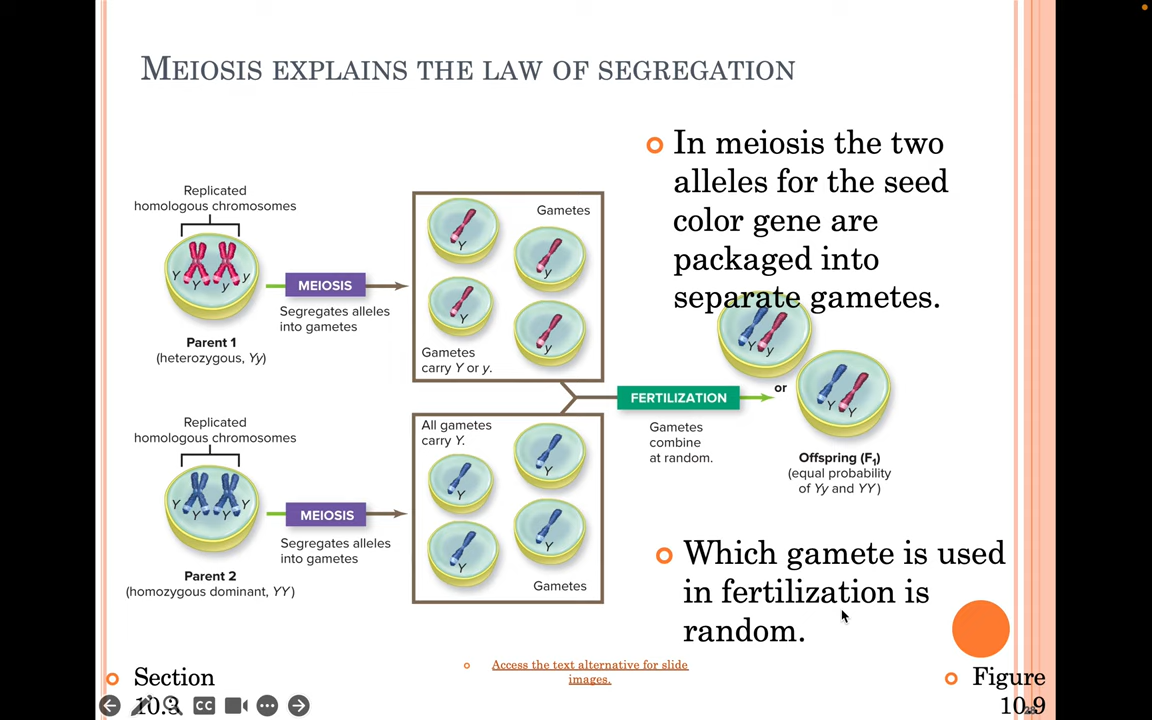 MEIOSIS EXPLAINS THE LAW OF SEGREGATION
In meiosis the two
alleles for the seed
color gene are
packaged into
separate gametes.
Replicated
homologous chromosomes
Y
Y
y
y
Parent 1
(heterozygous, Yy)
MEIOSIS
Segregates alleles
into gametes
Gametes
Y
y
Y
y
Gametes
carry Y or y.
Replicated
homologous chromosomes
Y
Y
Y
Y
Parent 2
(homozygous dominant, YY)
MEIOSIS
Segregates alleles
into gametes
All gametes
carry Y.
Y
Y
Y
Y
Gametes
FERTILIZATION
Gametes
combine
at random.
Y y
or
Y Y
Offspring (F1)
(equal probability
of Yy and YY)
Which gamete is used
in fertilization is
random.
Access the text alternative for slide
images.
Section
10.3
CC
Figure
10.9